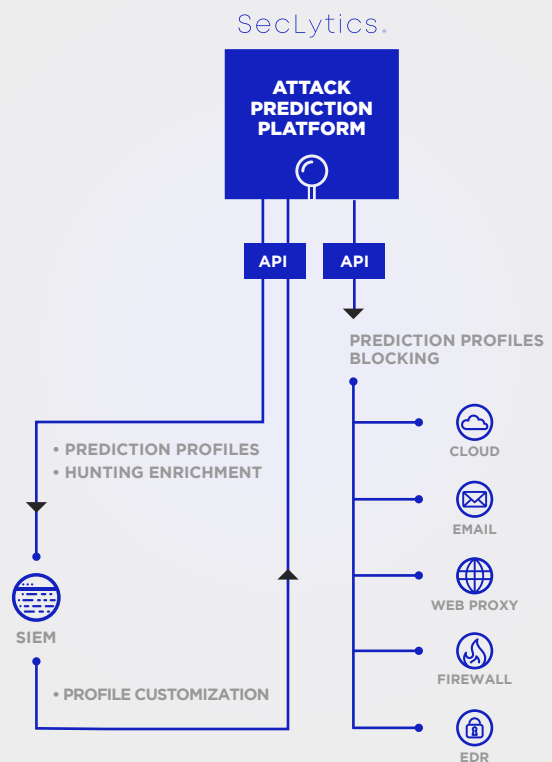 SecLytics®
ATTACK
PREDICTION
PLATFORM
API
API
PREDICTION PROFILES
BLOCKING
• PREDICTION PROFILES
• HUNTING ENRICHMENT
CLOUD
EMAIL
WEB PROXY
SIEM
FIREWALL
• PROFILE CUSTOMIZATION
EDR